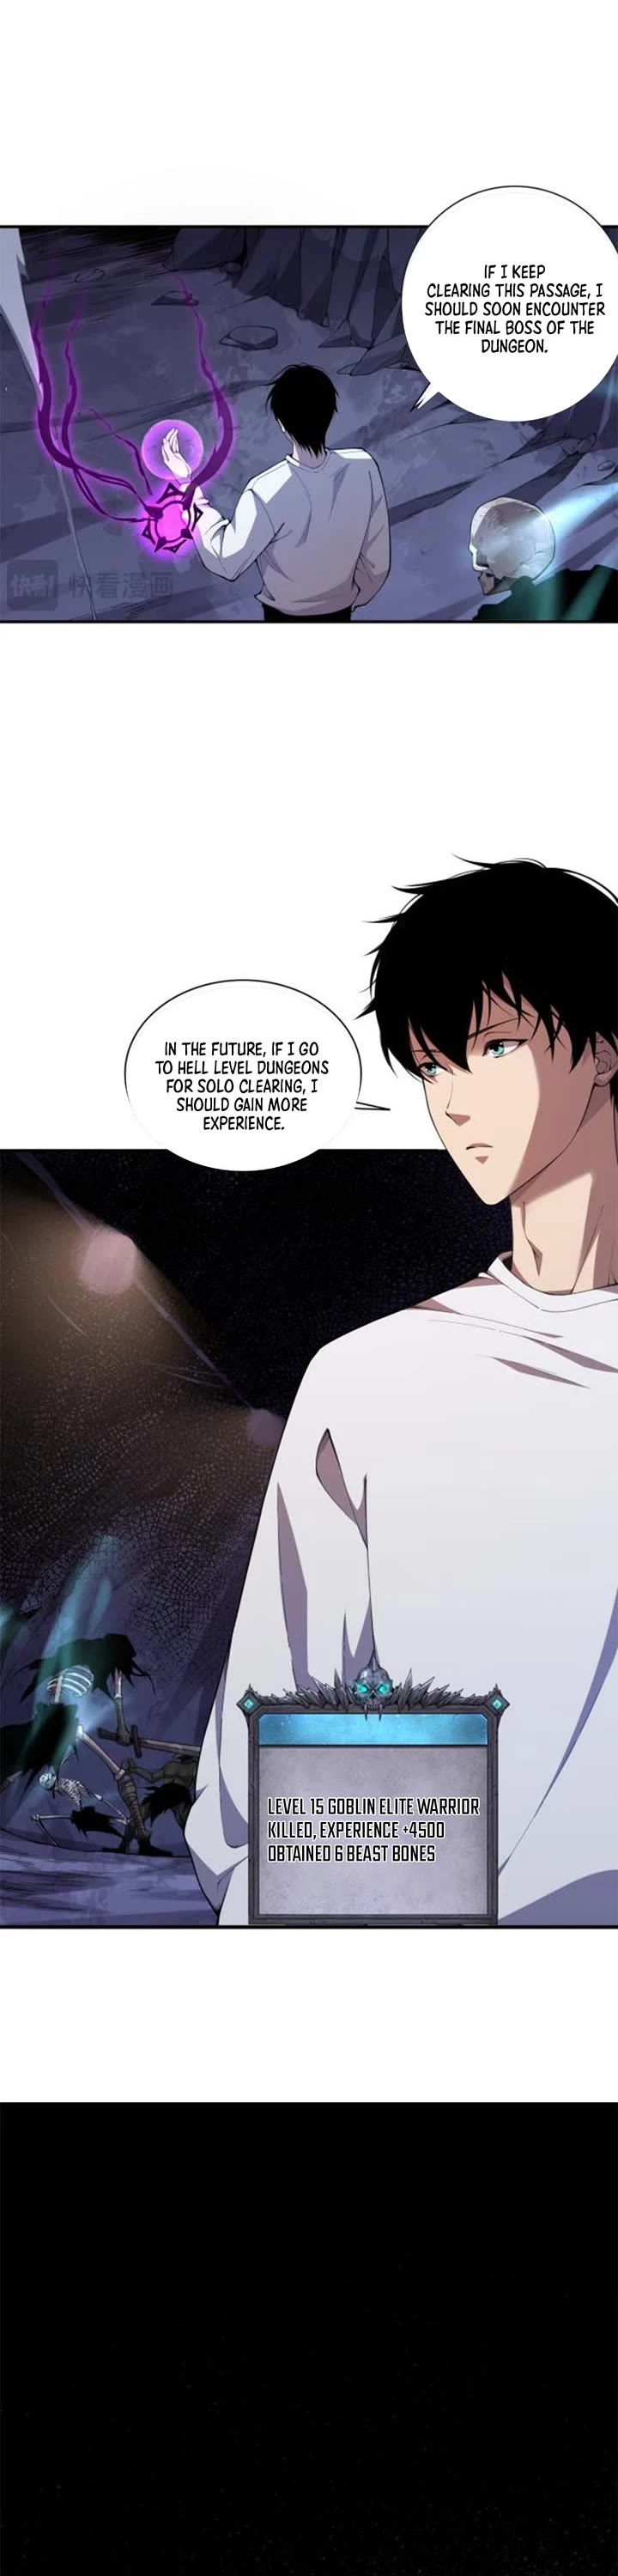 IF I KEEP
CLEARING THIS PASSAGE, I
SHOULD SOON ENCOUNTER
THE FINAL BOSS OF THE
DUNGEON.
快看! 快看漫画
IN THE FUTURE, IF I GO
TO HELL LEVEL DUNGEONS
FOR SOLO CLEARING, I
SHOULD GAIN MORE
EXPERIENCE.
LEVEL 15 GOBLIN ELITE WARRIOR
KILLED, EXPERIENCE +4500
OBTAINED 6 BEAST BONES